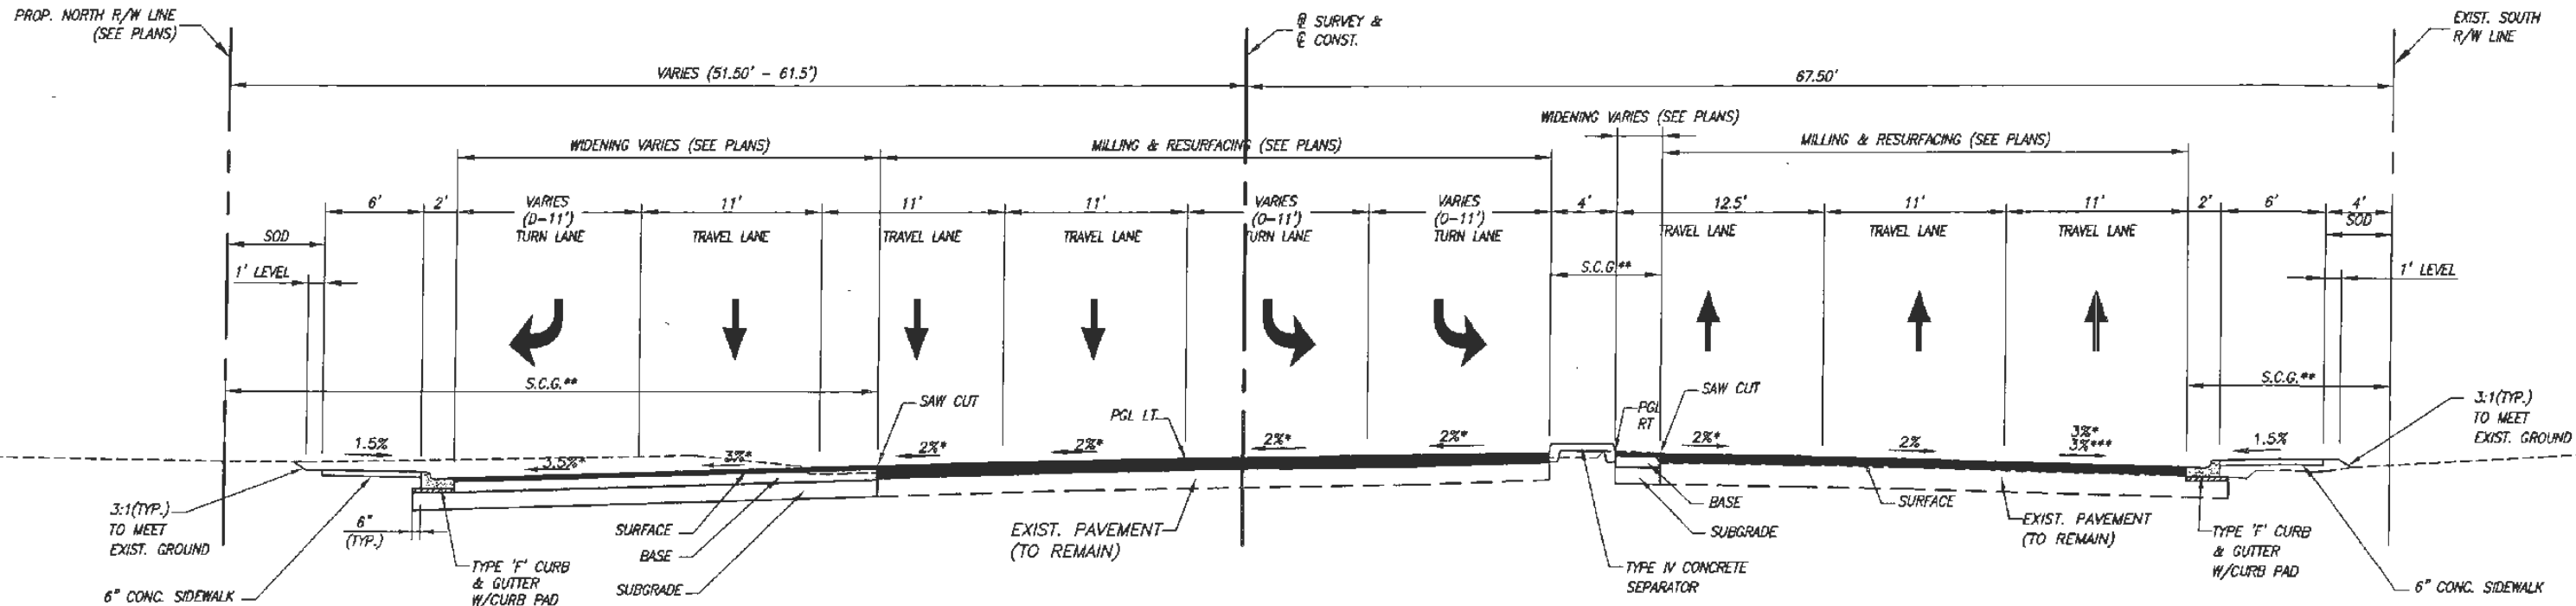 PROP. NORTH R/W LINE
(SEE PLANS)
℄ SURVEY &
℄ CONST.
EXIST. SOUTH
R/W LINE
VARIES (51.50' - 61.5')
67.50'
WIDENING VARIES (SEE PLANS)
MILLING & RESURFACING (SEE PLANS)
WIDENING VARIES (SEE PLANS)
MILLING & RESURFACING (SEE PLANS)
6'
2'
VARIES
(0-11')
TURN LANE
11'
TRAVEL LANE
11'
TRAVEL LANE
11'
TRAVEL LANE
VARIES
(0-11')
TURN LANE
VARIES
(0-11')
TURN LANE
4'
12.5'
TRAVEL LANE
11'
TRAVEL LANE
11'
TRAVEL LANE
2'
6'
4'
SOD
SOD
1' LEVEL
S.C.G.**
1' LEVEL
S.C.G.**
S.C.G.**
SAW CUT
PGL LT.
PGL
RT
SAW CUT
3:1(TYP.)
TO MEET
EXIST. GROUND
1.5%
3.5%*
3%*
2%*
2%*
2%*
2%*
2%*
2%
3%*
3%***
1.5%
3:1(TYP.)
TO MEET
EXIST. GROUND
6"
(TYP.)
6" CONC. SIDEWALK
TYPE 'F' CURB
& GUTTER
W/CURB PAD
SURFACE
BASE
SUBGRADE
EXIST. PAVEMENT
(TO REMAIN)
TYPE IV CONCRETE
SEPARATOR
BASE
SUBGRADE
SURFACE
EXIST. PAVEMENT
(TO REMAIN)
TYPE 'F' CURB
& GUTTER
W/CURB PAD
6" CONC. SIDEWALK